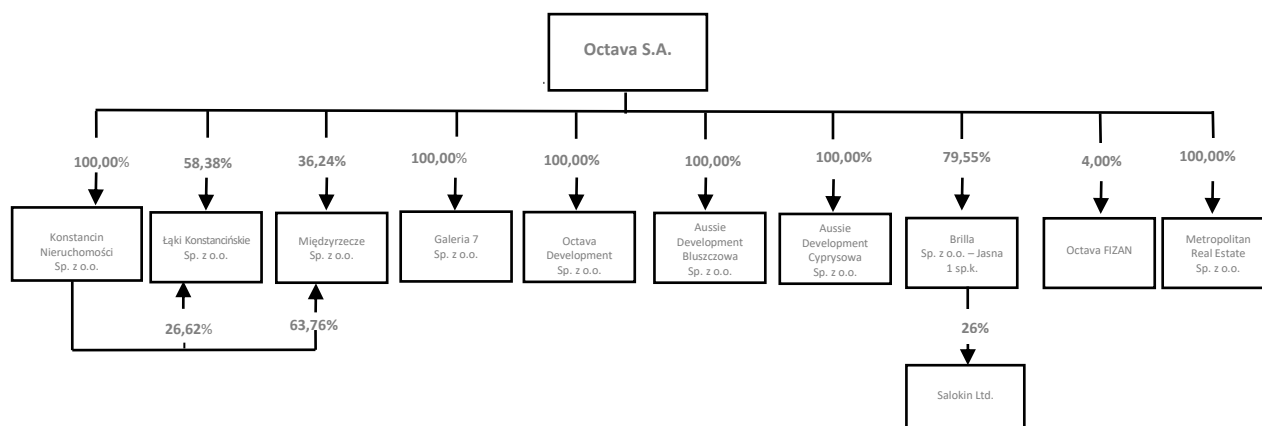 Octava S.A.
100,00%
58,38%
36,24%
100,00%
100,00%
100,00%
100,00%
79,55%
4,00%
100,00%
Konstancin
Nieruchomości
Sp. z o.o.
Łąki Konstancińskie
Sp. z o.o.
Międzyrzecze
Sp. z o.o.
Galeria 7
Sp. z o.o.
Octava
Development
Sp. z o.o.
Aussie
Development
Bluszczowa
Sp. z o.o.
Aussie
Development
Cyprysowa
Sp. z o.o.
Brilla
Sp. z o.o. – Jasna
1 sp.k.
Octava FIZAN
Metropolitan
Real Estate
Sp. z o.o.
26,62%
63,76%
26%
Salokin Ltd.